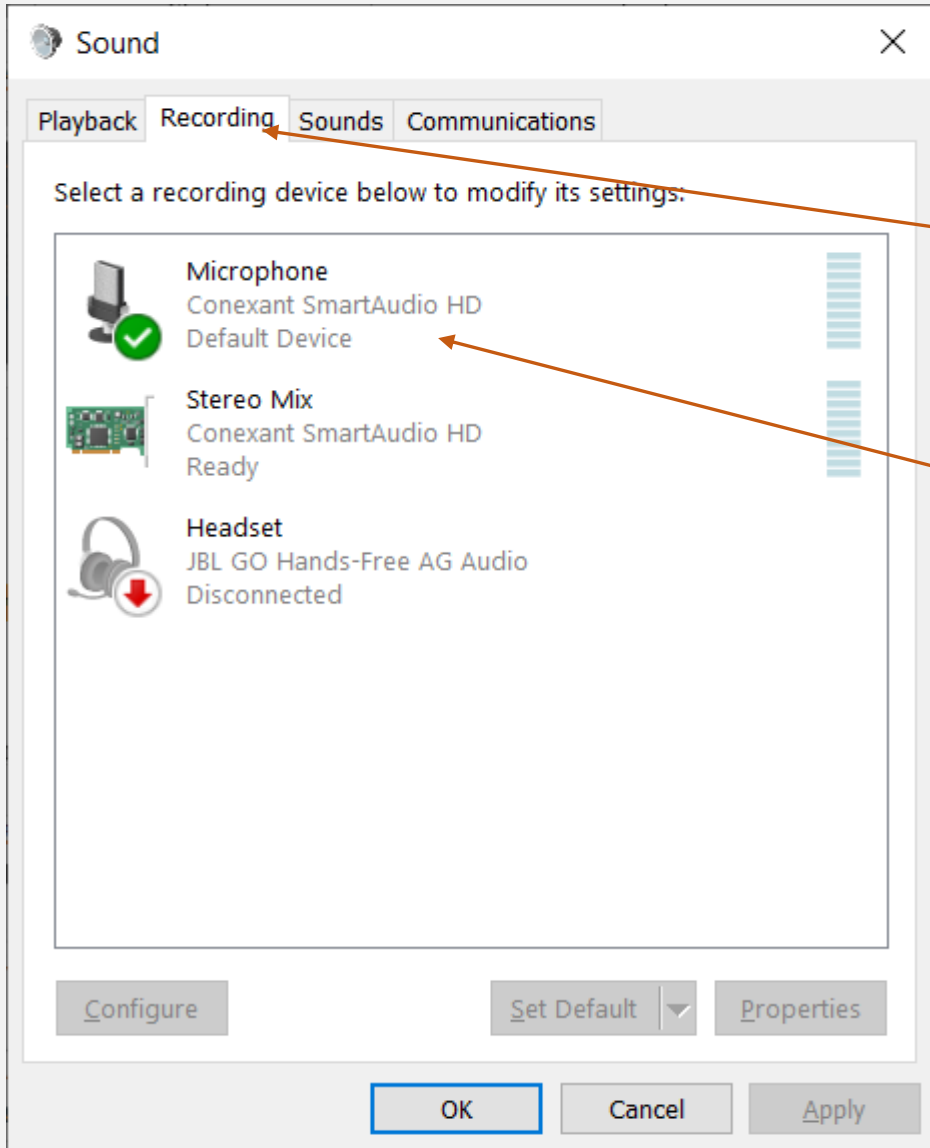 Sound
Playback Recording Sounds Communications
Select a recording device below to modify its settings:
Microphone
Conexant SmartAudio HD
Default Device
Stereo Mix
Conexant SmartAudio HD
Ready
Headset
JBL GO Hands-Free AG Audio
Disconnected
Configure Set Default Properties
OK Cancel Apply